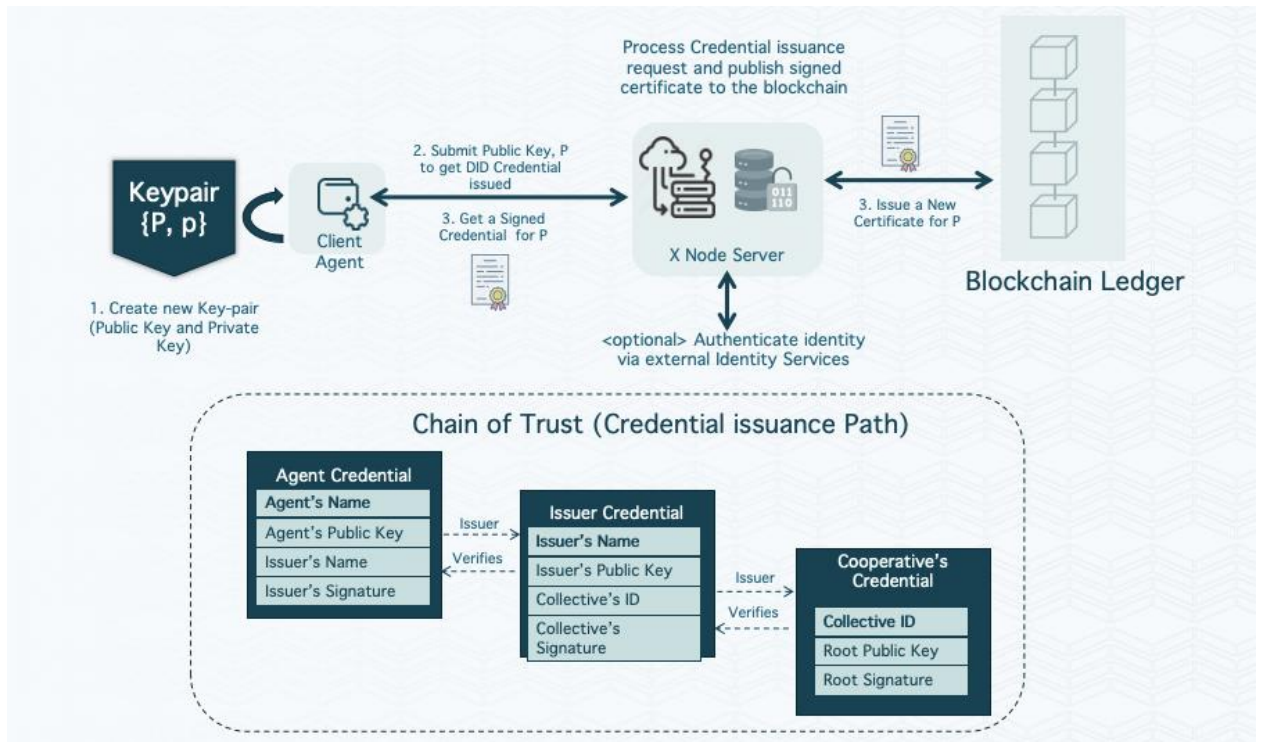 Process Credential issuance
request and publish signed
certificate to the blockchain
Keypair
{P, p}
Client
Agent
1. Create new Key-pair
(Public Key and Private
Key)
2. Submit Public Key, P
to get DID Credential
issued
3. Get a Signed
Credential for P
011
110
X Node Server
3. Issue a New
Certificate for P
Blockchain Ledger
<optional> Authenticate identity
via external Identity Services
Chain of Trust (Credential issuance Path)
Agent Credential
Agent's Name
Agent's Public Key
Issuer's Name
Issuer's Signature
Issuer
Verifies
Issuer Credential
Issuer's Name
Issuer's Public Key
Collective's ID
Collective's
Signature
Issuer
Verifies
Cooperative's
Credential
Collective ID
Root Public Key
Root Signature